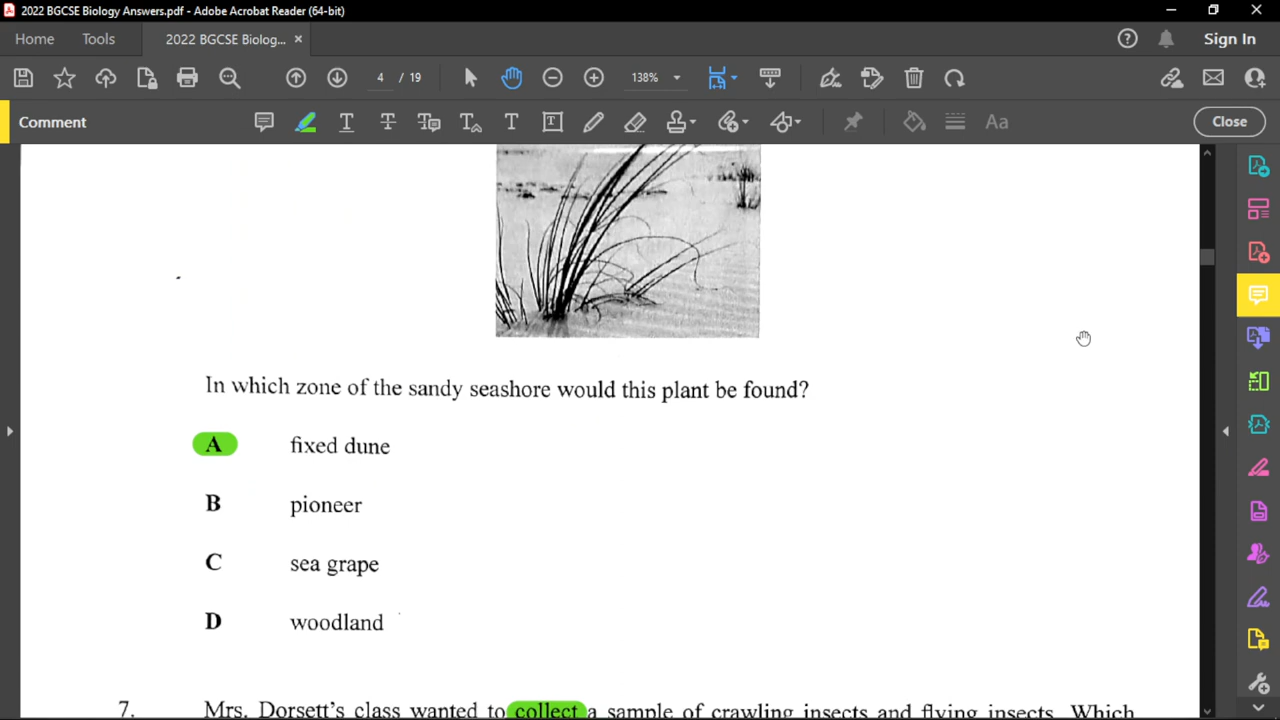 2022 BGCSE Biology Answers.pdf - Adobe Acrobat Reader (64-bit)
Home Tools 2022 BGCSE Biolog... × Sign In
4 / 19 138%
Comment Close
In which zone of the sandy seashore would this plant be found?
A fixed dune
B pioneer
C sea grape
D woodland
7. Mrs. Dorsett's class wanted to collect a sample of crawling insects and flying insects. Which